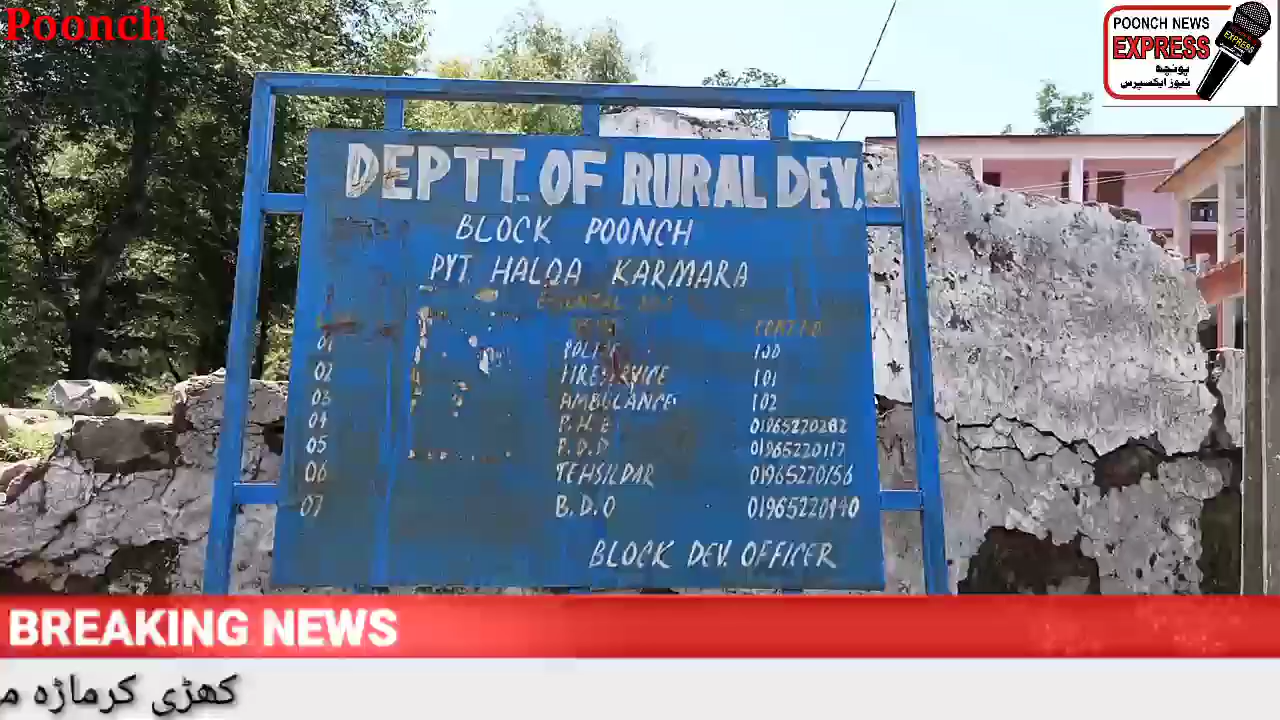 Poonch
POONCH NEWS
EXPRESS
EXPRESS
پونچھ
نیوز ایکسپرس
DEPTT. OF RURAL DEV.
BLOCK POONCH
PYT HALQA KARMARA
01 POLICE 100
02 FIRE SERVICE 101
03 AMBULANCE 102
04 P.H.E 01965220282
05 P.D.D 01965220117
06 TEHSILDAR 01965220156
07 B.D.O 01965220140
BLOCK DEV. OFFICER
BREAKING NEWS
کھڑی کرماڑہ م